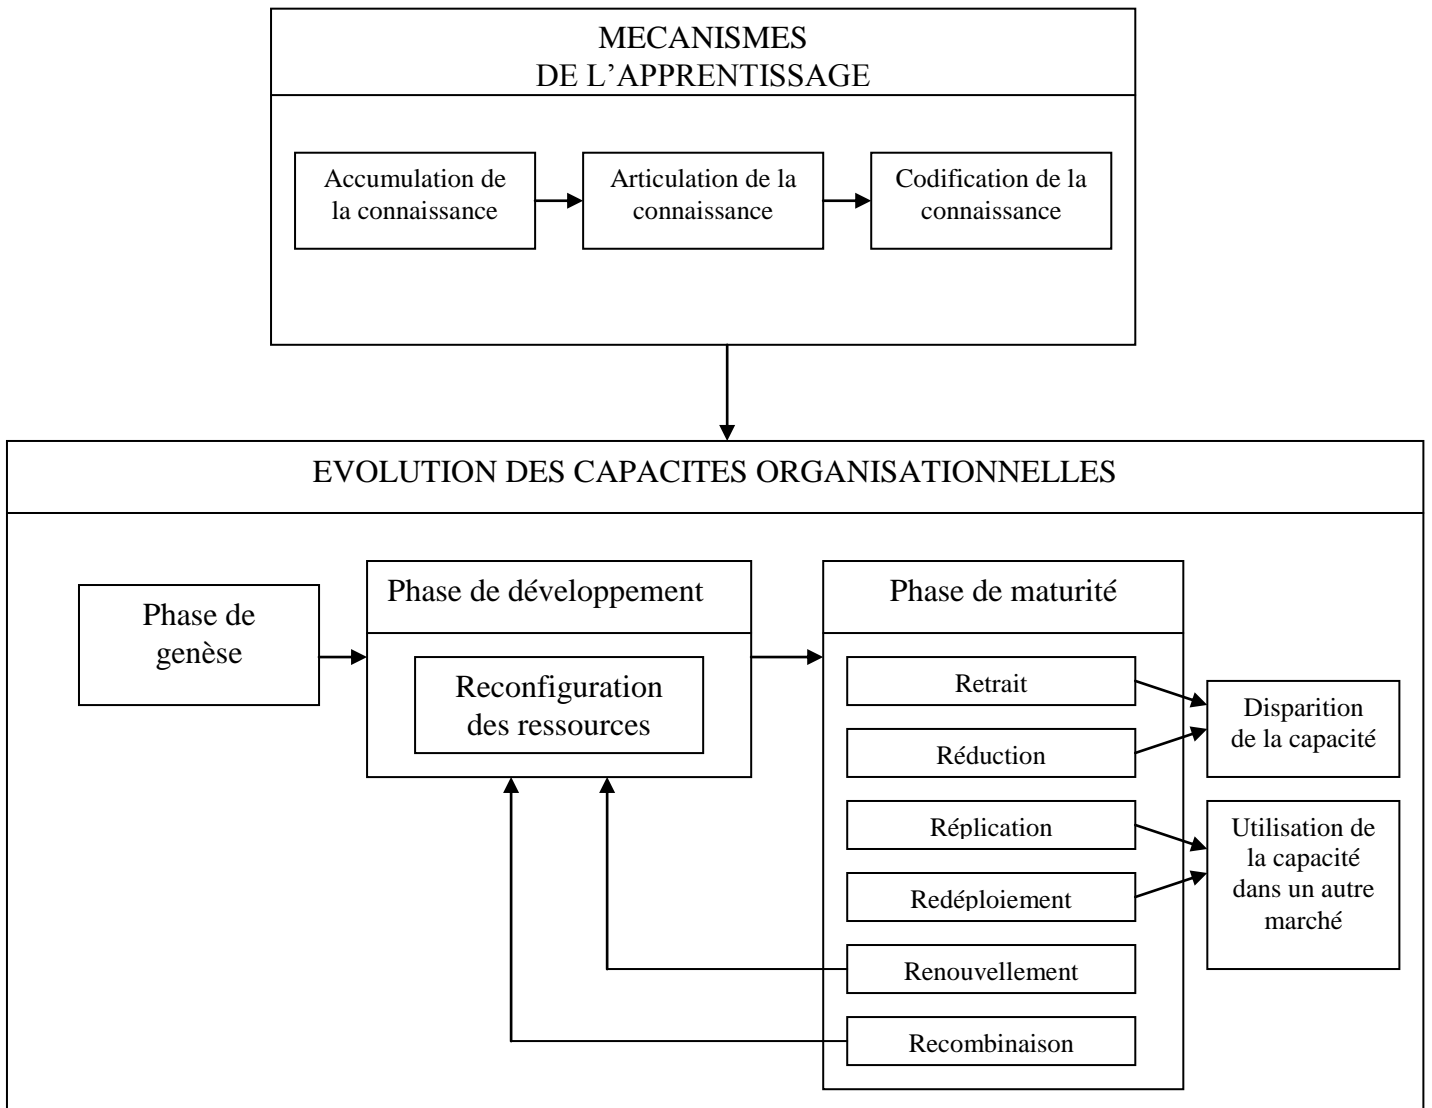 MECANISMES
DE L’APPRENTISSAGE
Accumulation de
la connaissance
Articulation de la
connaissance
Codification de la
connaissance
EVOLUTION DES CAPACITES ORGANISATIONNELLES
Phase de
genèse
Phase de développement
Reconfiguration
des ressources
Phase de maturité
Retrait
Réduction
Réplication
Redéploiement
Renouvellement
Recombinaison
Disparition
de la capacité
Utilisation de
la capacité
dans un autre
marché